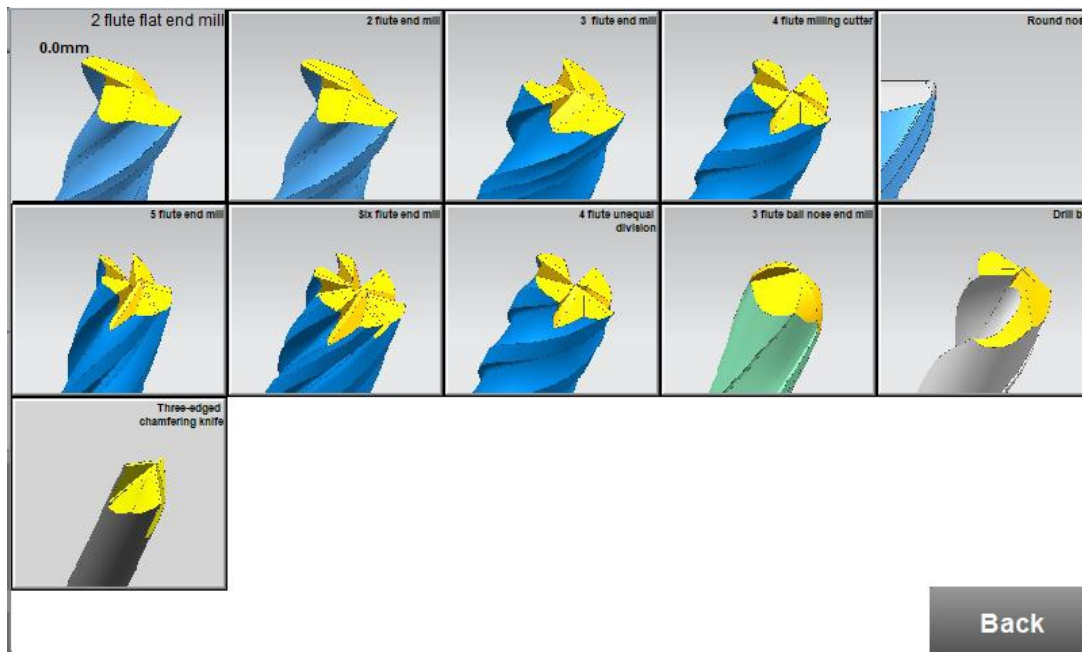 2 flute flat end mill
0.0mm
2 flute end mill
3 flute end mill
4 flute milling cutter
Round nos
5 flute end mill
Six flute end mill
4 flute unequal
division
3 flute ball nose end mill
Drill b
Three-edged
chamfering knife
Back